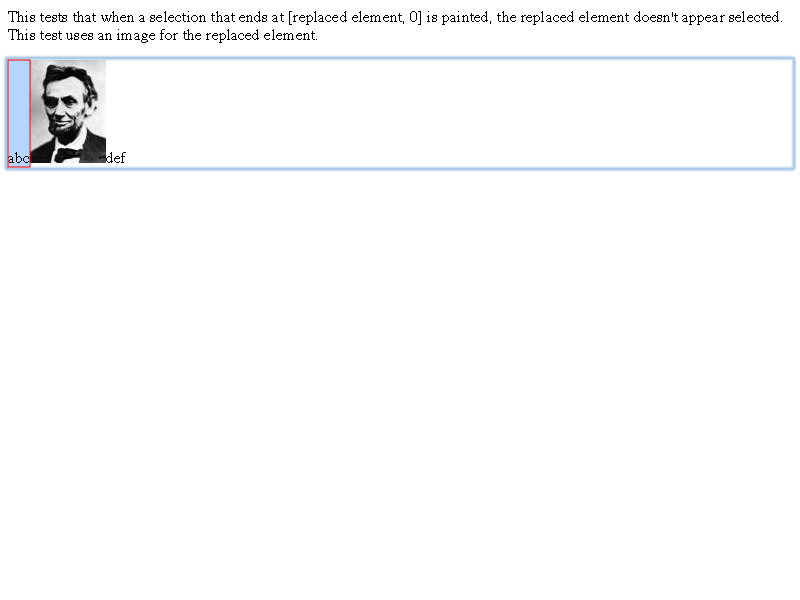 This tests that when a selection that ends at [replaced element, 0] is painted, the replaced element doesn't appear selected.
This test uses an image for the replaced element.
abc def